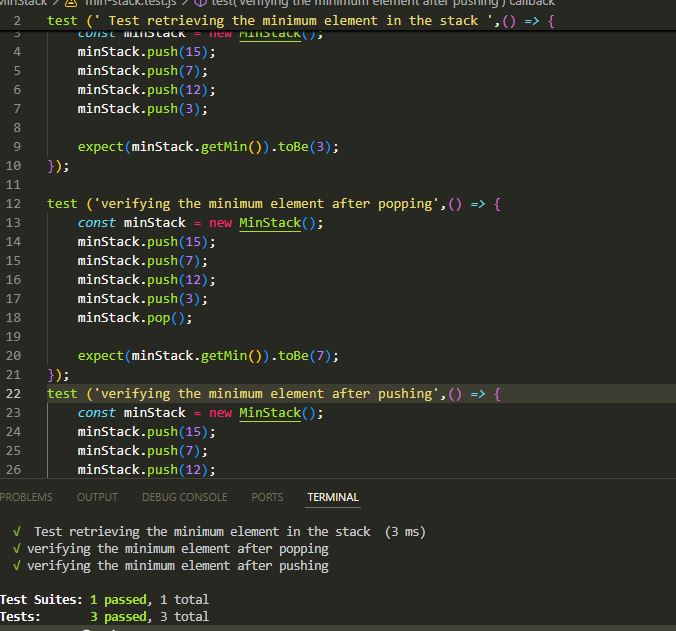 MinStack > min-stack.test.js > test('verifying the minimum element after pushing') callback
2 test (' Test retrieving the minimum element in the stack ',() => {
3 const minStack = new MinStack();
4 minStack.push(15);
5 minStack.push(7);
6 minStack.push(12);
7 minStack.push(3);
8
9 expect(minStack.getMin()).toBe(3);
10 });
11
12 test ('verifying the minimum element after popping',() => {
13 const minStack = new MinStack();
14 minStack.push(15);
15 minStack.push(7);
16 minStack.push(12);
17 minStack.push(3);
18 minStack.pop();
19
20 expect(minStack.getMin()).toBe(7);
21 });
22 test ('verifying the minimum element after pushing',() => {
23 const minStack = new MinStack();
24 minStack.push(15);
25 minStack.push(7);
26 minStack.push(12);
PROBLEMS OUTPUT DEBUG CONSOLE PORTS TERMINAL
√ Test retrieving the minimum element in the stack (3 ms)
√ verifying the minimum element after popping
√ verifying the minimum element after pushing
Test Suites: 1 passed, 1 total
Tests: 3 passed, 3 total